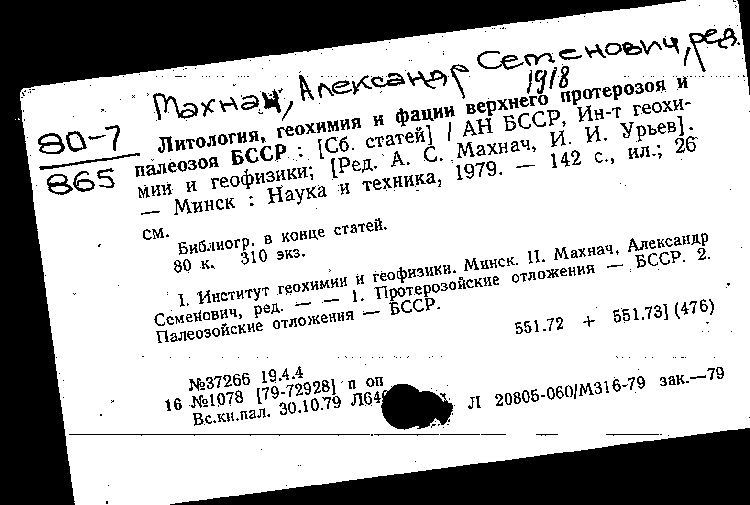 Махнач, Александр Семенович, ред.
1918
80-7
865
Литология, геохимия и фации верхнего протерозоя и
палеозоя БССР : [Сб. статей] / АН БССР, Ин-т геохи-
мии и геофизики; [Ред. А. С. Махнач, И. И. Урьев].
— Минск : Наука и техника, 1979. — 142 с., ил.; 26
см.
Библиогр. в конце статей.
80 к. 310 экз.
I. Институт геохимии и геофизики. Минск. II. Махнач, Александр
Семенович, ред. — — 1. Протерозойские отложения — БССР. 2.
Палеозойские отложения — БССР.
551.72 + 551.73] (476)
№37266 19.4.4
16 №1078 [79-72928] п оп
Вс.кн.пал. 30.10.79 Л 20805-060/М316-79 зак.—79